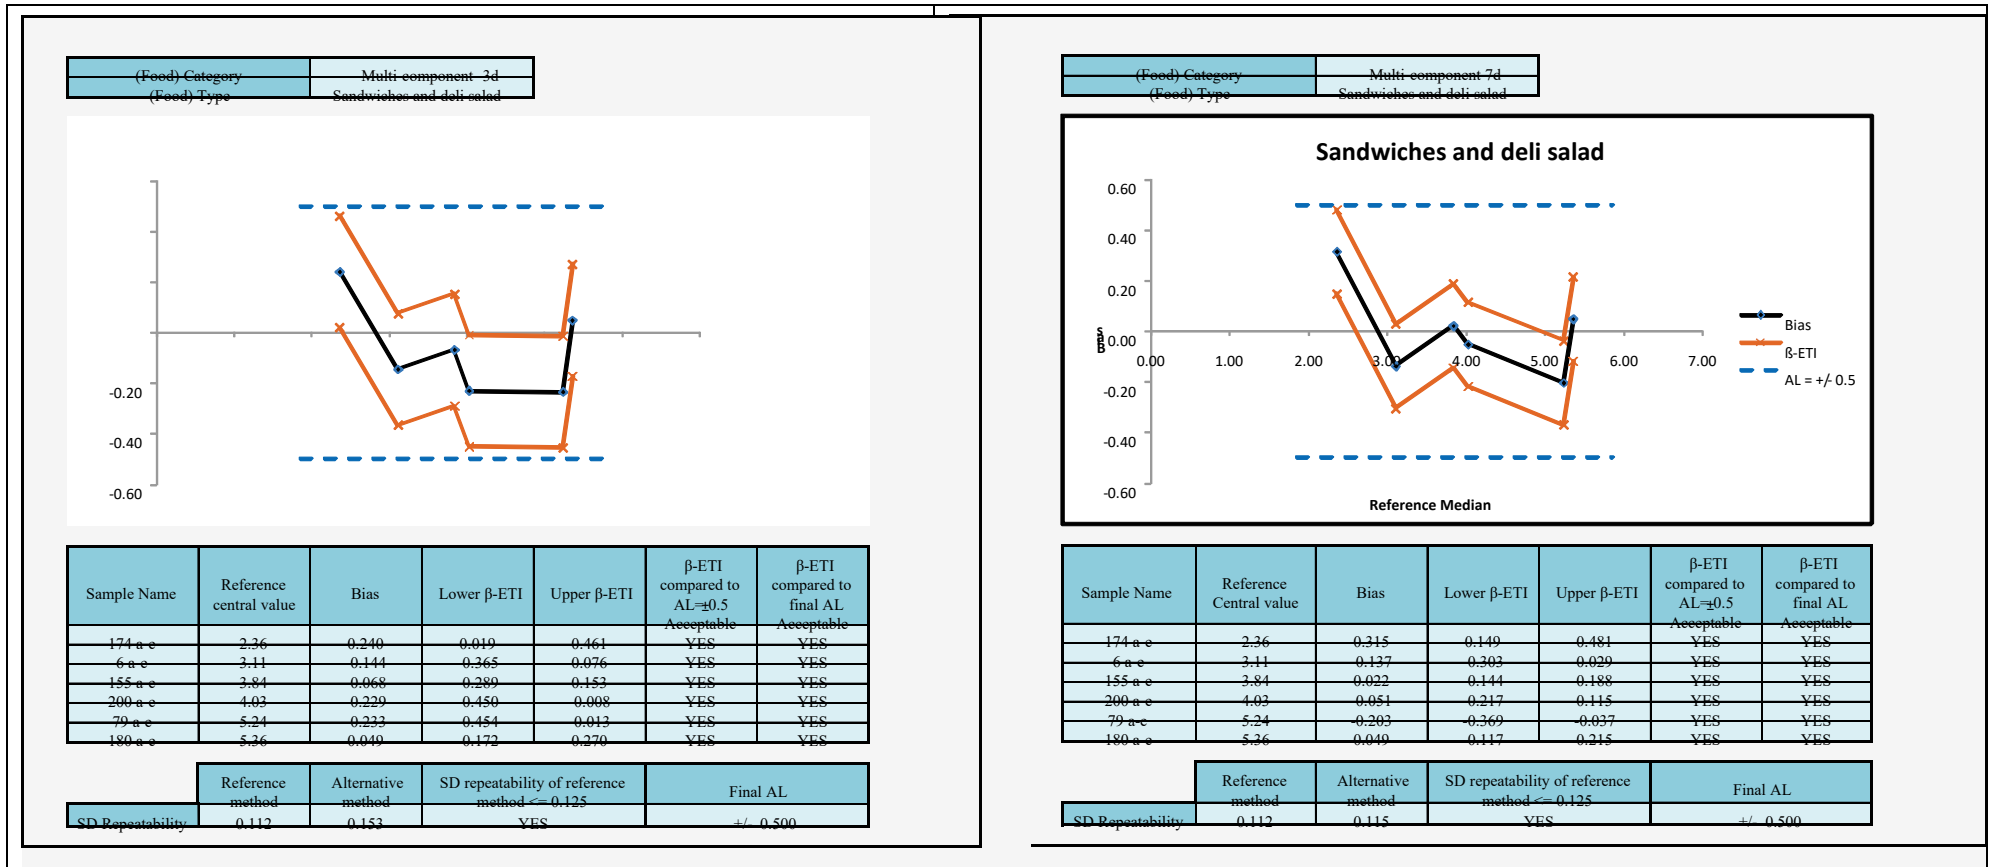 (Food) Category Multi component 3d
(Food) Type Sandwiches and deli salad
-0.20
-0.40
-0.60
Sample Name Reference central value Bias Lower β-ETI Upper β-ETI β-ETI compared to AL=±0.5 Acceptable β-ETI compared to final AL Acceptable
174 a-c 2.36 0.240 0.019 0.461 YES YES
6 a-c 3.11 0.144 0.365 0.076 YES YES
155 a-c 3.84 0.068 0.289 0.153 YES YES
200 a-c 4.03 0.229 0.450 0.008 YES YES
79 a-c 5.24 0.233 0.454 0.013 YES YES
180 a-c 5.36 0.049 0.172 0.270 YES YES
Reference method Alternative method SD repeatability of reference method <= 0.125 Final AL
SD Repeatability 0.112 0.153 YES +/- 0.500
(Food) Category Multi component 7d
(Food) Type Sandwiches and deli salad
Sandwiches and deli salad
0.60
0.40
0.20
0.00
-0.20
-0.40
-0.60
Bias
0.00 1.00 2.00 3.00 4.00 5.00 6.00 7.00
Reference Median
Bias
ß-ETI
AL = +/- 0.5
Sample Name Reference Central value Bias Lower β-ETI Upper β-ETI β-ETI compared to AL=±0.5 Acceptable β-ETI compared to final AL Acceptable
174 a-c 2.36 0.315 0.149 0.481 YES YES
6 a-c 3.11 0.137 0.303 0.029 YES YES
155 a-c 3.84 0.022 0.144 0.188 YES YES
200 a-c 4.03 0.051 0.217 0.115 YES YES
79 a-c 5.24 -0.203 -0.369 -0.037 YES YES
180 a-c 5.36 0.049 0.117 0.215 YES YES
Reference method Alternative method SD repeatability of reference method <= 0.125 Final AL
SD Repeatability 0.112 0.115 YES +/- 0.500